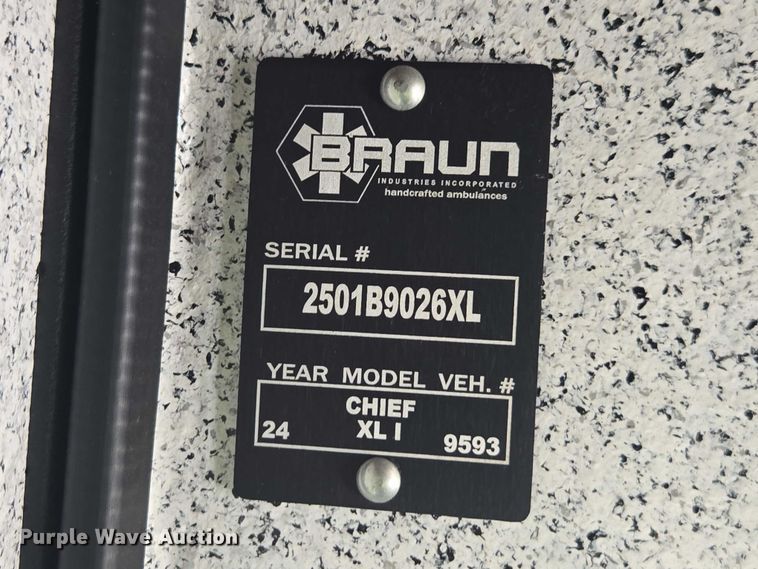 BRAUN
INDUSTRIES INCORPORATED
handcrafted ambulances
SERIAL #
2501B9026XL
YEAR MODEL VEH. #
CHIEF
24 XL I 9593
Purple Wave Auction